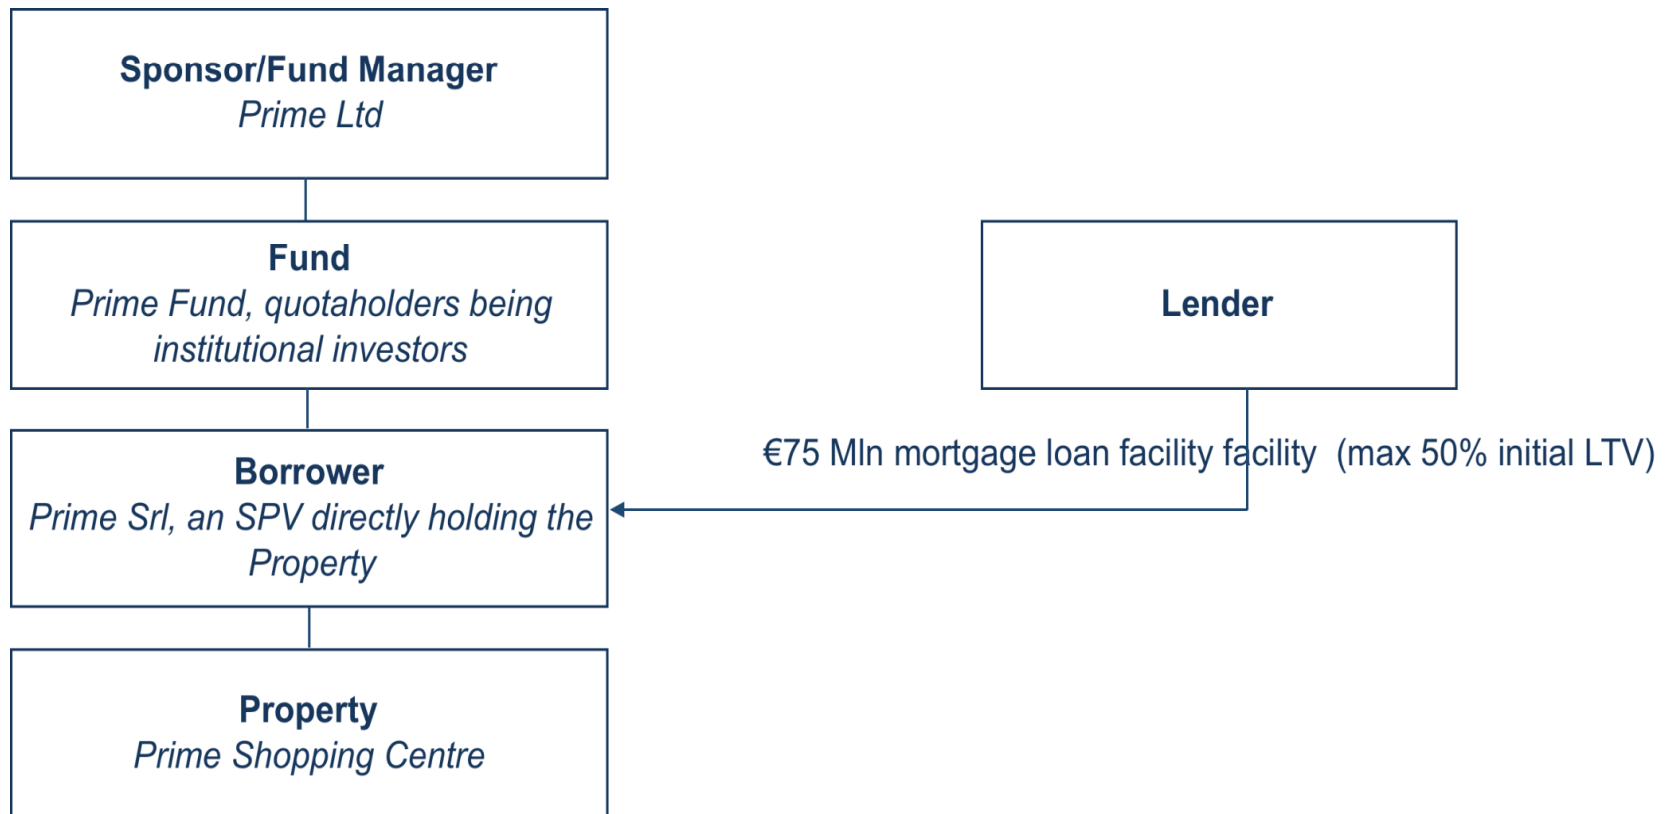 Sponsor/Fund Manager
Prime Ltd
Fund
Prime Fund, quotaholders being
institutional investors
Lender
€75 Mln mortgage loan facility facility (max 50% initial LTV)
Borrower
Prime Srl, an SPV directly holding the
Property
Property
Prime Shopping Centre